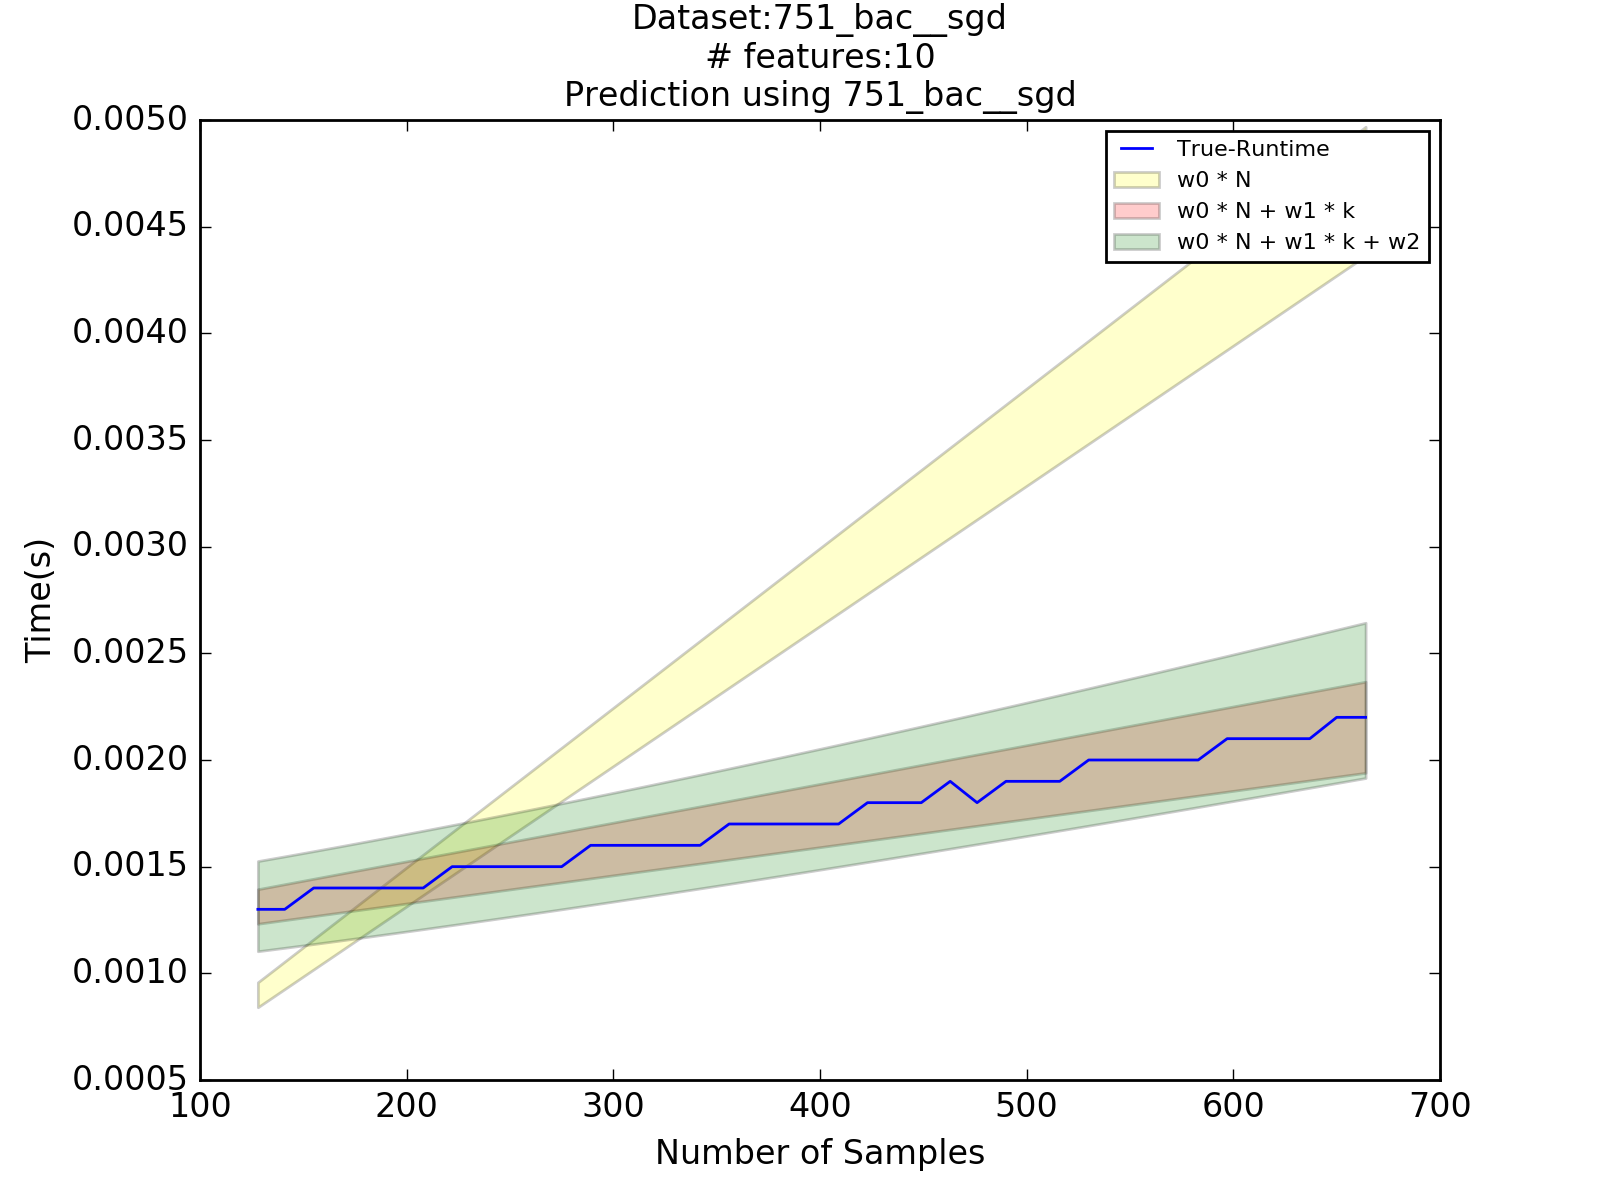 Dataset:751_bac__sgd
# features:10
Prediction using 751_bac__sgd
0.0050
0.0045
0.0040
0.0035
0.0030
0.0025
0.0020
0.0015
0.0010
0.0005
Time(s)
True-Runtime
w0 * N
w0 * N + w1 * k
w0 * N + w1 * k + w2
100 200 300 400 500 600 700
Number of Samples